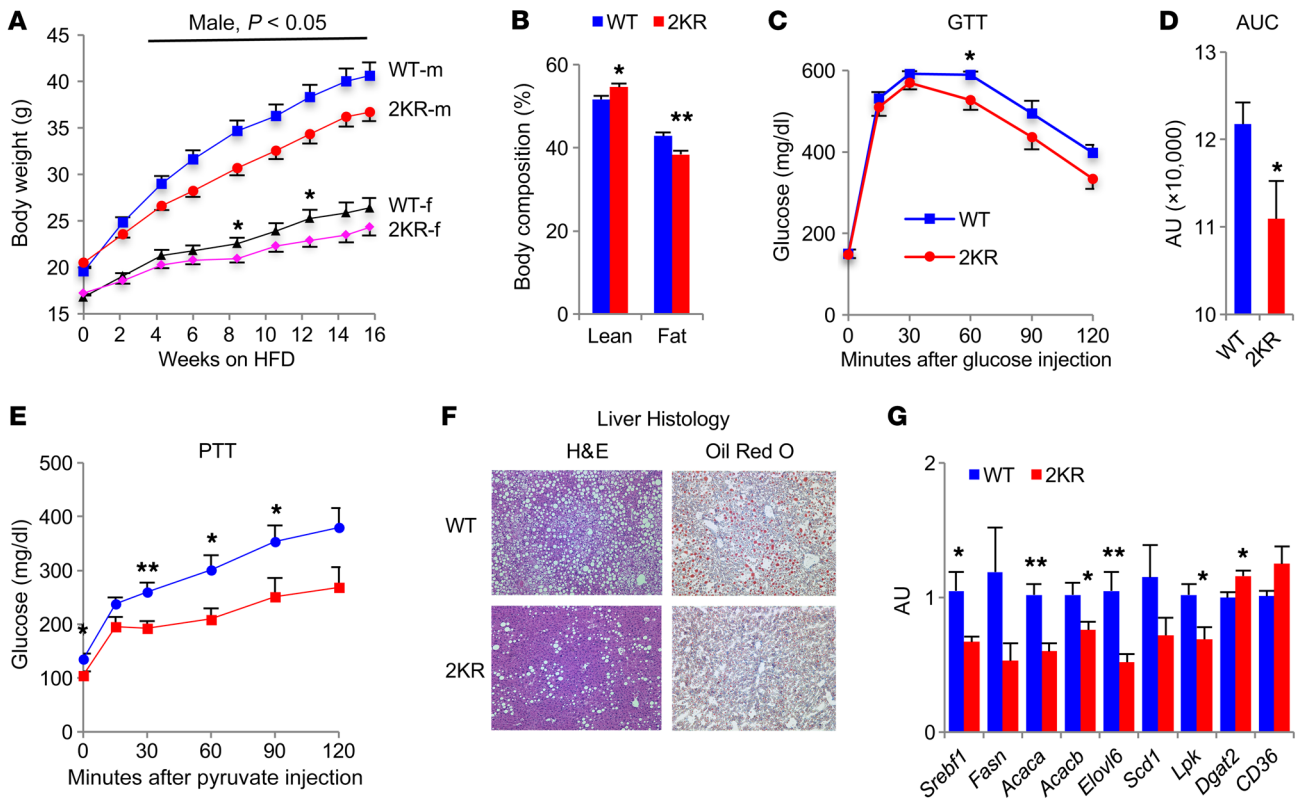 A
Male, P < 0.05
45
40
35
30
25
20
15
Body weight (g)
WT-m
2KR-m
WT-f
2KR-f
*
*
0
2
4
6
8
10
12
14
16
Weeks on HFD
B
WT
2KR
60
40
20
0
Body composition (%)
*
**
Lean
Fat
C
GTT
600
400
150
0
Glucose (mg/dl)
*
WT
2KR
0
30
60
90
120
Minutes after glucose injection
D
AUC
13
12
11
10
AU (×10,000)
*
WT
2KR
E
PTT
500
400
300
200
100
0
Glucose (mg/dl)
*
**
*
*
0
30
60
90
120
Minutes after pyruvate injection
F
Liver Histology
H&E
Oil Red O
WT
2KR
G
2
1
0
AU
WT
2KR
*
**
*
**
*
*
Srebf1
Fasn
Acaca
Acacb
Elovl6
Scd1
Lpk
Dgat2
CD36